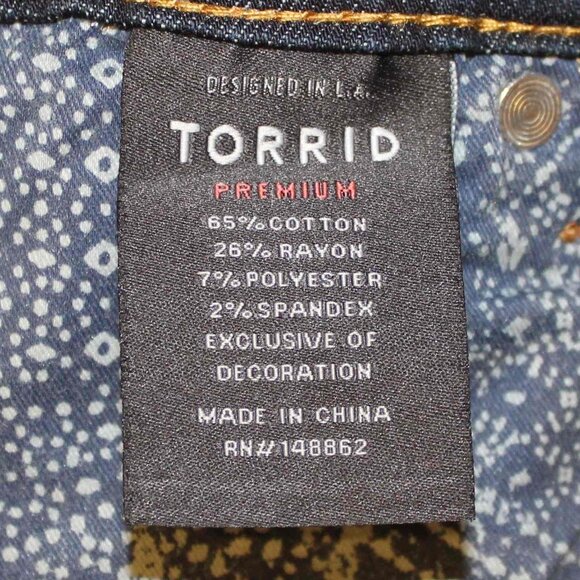 DESIGNED IN L.A.
TORRID
PREMIUM
65% COTTON
26% RAYON
7% POLYESTER
2% SPANDEX
EXCLUSIVE OF
DECORATION
MADE IN CHINA
RN# 148862